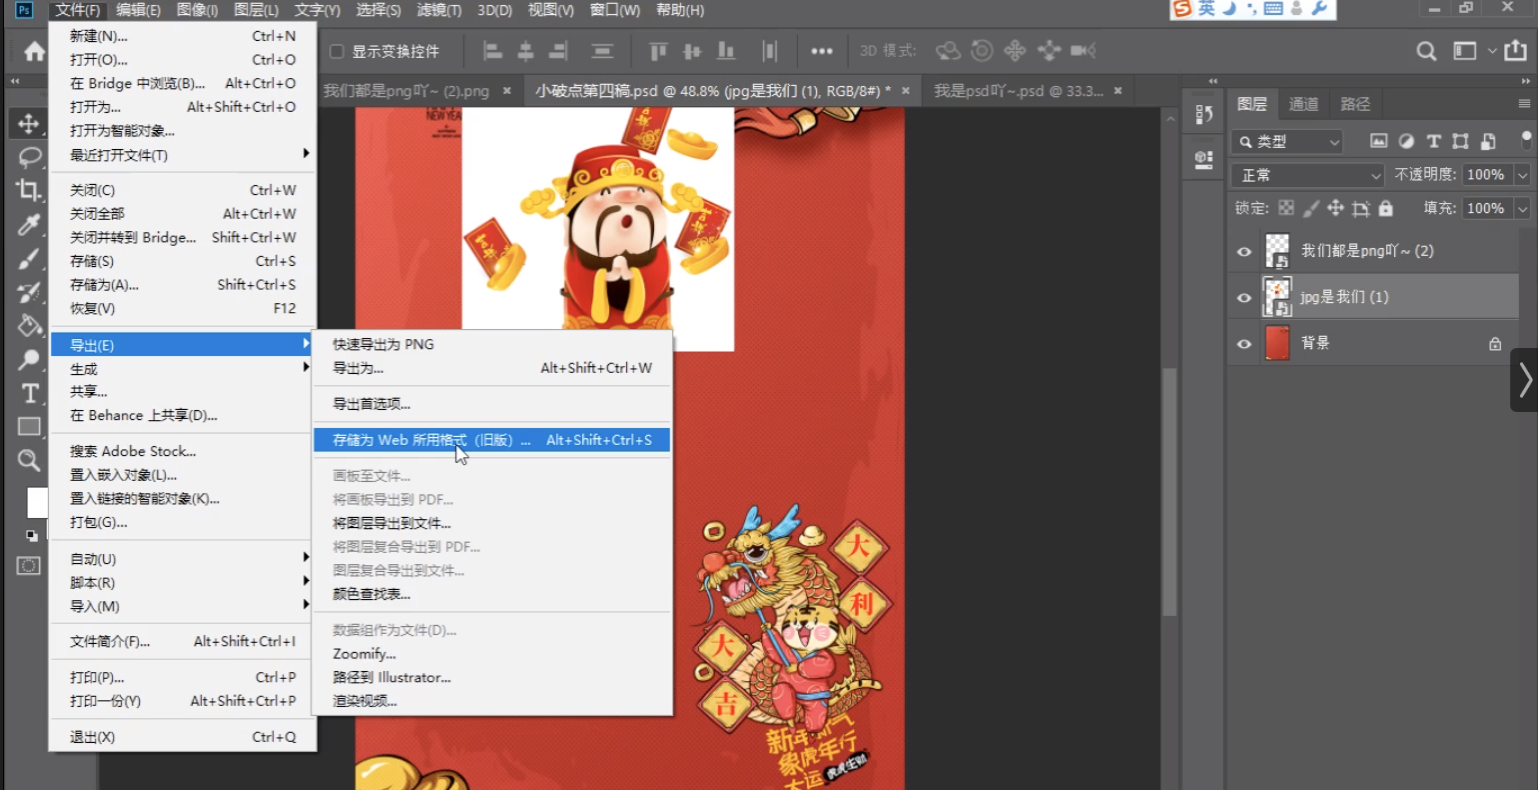 Ps 文件(F) 编辑(E) 图像(I) 图层(L) 文字(Y) 选择(S) 滤镜(T) 3D(D) 视图(V) 窗口(W) 帮助(H)
英
显示变换控件
3D 模式:
我们都是png吖~ (2).png ×
小破点第四稿.psd @ 48.8% (jpg是我们 (1), RGB/8#) * ×
我是psd吖~.psd @ 33.3... ×
新建(N)... Ctrl+N
打开(O)... Ctrl+O
在 Bridge 中浏览(B)... Alt+Ctrl+O
打开为... Alt+Shift+Ctrl+O
打开为智能对象...
最近打开文件(T)
关闭(C) Ctrl+W
关闭全部 Alt+Ctrl+W
关闭并转到 Bridge... Shift+Ctrl+W
存储(S) Ctrl+S
存储为(A)... Shift+Ctrl+S
恢复(V) F12
导出(E)
生成
共享...
在 Behance 上共享(D)...
搜索 Adobe Stock...
置入嵌入对象(L)...
置入链接的智能对象(K)...
打包(G)...
自动(U)
脚本(R)
导入(M)
文件简介(F)... Alt+Shift+Ctrl+I
打印(P)... Ctrl+P
打印一份(Y) Alt+Shift+Ctrl+P
退出(X) Ctrl+Q
快速导出为 PNG
导出为... Alt+Shift+Ctrl+W
导出首选项...
存储为 Web 所用格式（旧版）... Alt+Shift+Ctrl+S
画板至文件...
将画板导出到 PDF...
将图层导出到文件...
将图层复合导出到 PDF...
图层复合导出到文件...
颜色查找表...
数据组作为文件(D)...
Zoomify...
路径到 Illustrator...
渲染视频...
NEW YEA
大
利
大
吉
新年新气
象虎年行
大运
图层 通道 路径
类型
正常 不透明度: 100%
锁定: 填充: 100%
我们都是png吖~ (2)
jpg是我们 (1)
背景